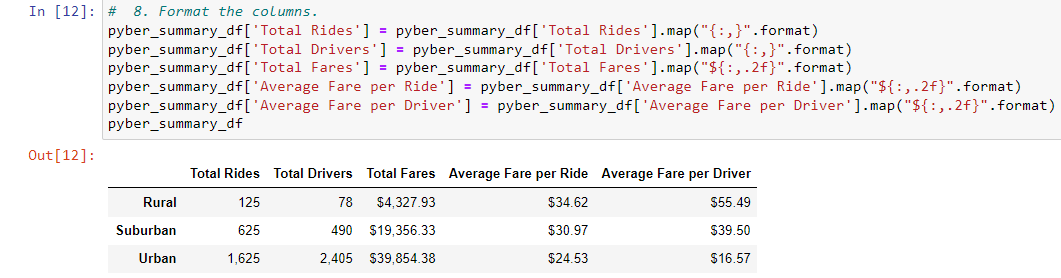 In [12]: #  8. Format the columns.
pyber_summary_df['Total Rides'] = pyber_summary_df['Total Rides'].map("{:,}".format)
pyber_summary_df['Total Drivers'] = pyber_summary_df['Total Drivers'].map("{:,}".format)
pyber_summary_df['Total Fares'] = pyber_summary_df['Total Fares'].map("${:,.2f}".format)
pyber_summary_df['Average Fare per Ride'] = pyber_summary_df['Average Fare per Ride'].map("${:,.2f}".format)
pyber_summary_df['Average Fare per Driver'] = pyber_summary_df['Average Fare per Driver'].map("${:,.2f}".format)
pyber_summary_df
Out[12]:
Total Rides Total Drivers Total Fares Average Fare per Ride Average Fare per Driver
Rural 125 78 $4,327.93 $34.62 $55.49
Suburban 625 490 $19,356.33 $30.97 $39.50
Urban 1,625 2,405 $39,854.38 $24.53 $16.57